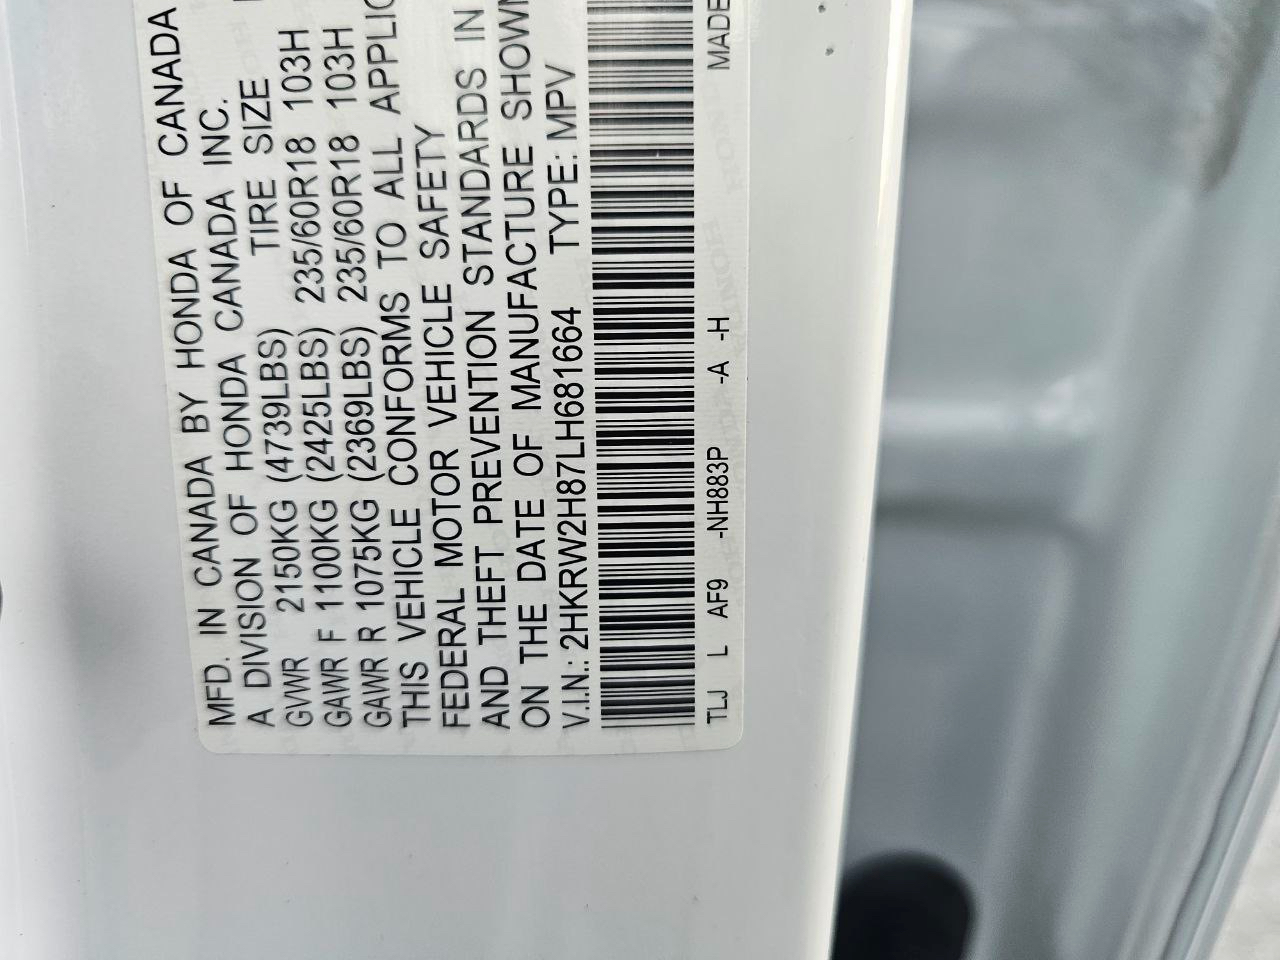 MFD. IN CANADA BY HONDA OF CANADA
A DIVISION OF HONDA CANADA INC.
GVWR 2150KG (4739LBS) TIRE SIZE
GAWR F 1100KG (2425LBS) 235/60R18 103H
GAWR R 1075KG (2369LBS) 235/60R18 103H
THIS VEHICLE CONFORMS TO ALL APPLIC
FEDERAL MOTOR VEHICLE SAFETY
AND THEFT PREVENTION STANDARDS IN
ON THE DATE OF MANUFACTURE SHOWN
V.I.N.: 2HKRW2H87LH681664 TYPE: MPV
TLJ L AF9 -NH883P -A -H MADE